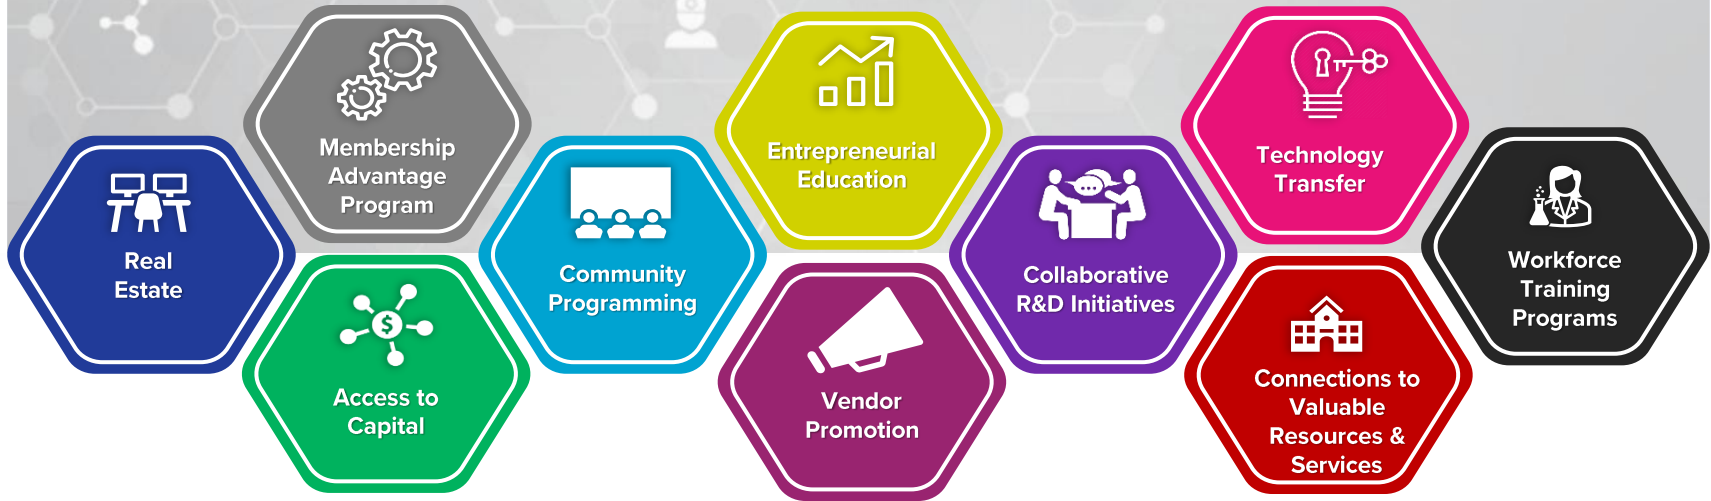 Real
Estate
Membership
Advantage
Program
Access to
Capital
$
Community
Programming
Entrepreneurial
Education
Vendor
Promotion
Collaborative
R&D Initiatives
Technology
Transfer
Connections to
Valuable
Resources &
Services
Workforce
Training
Programs